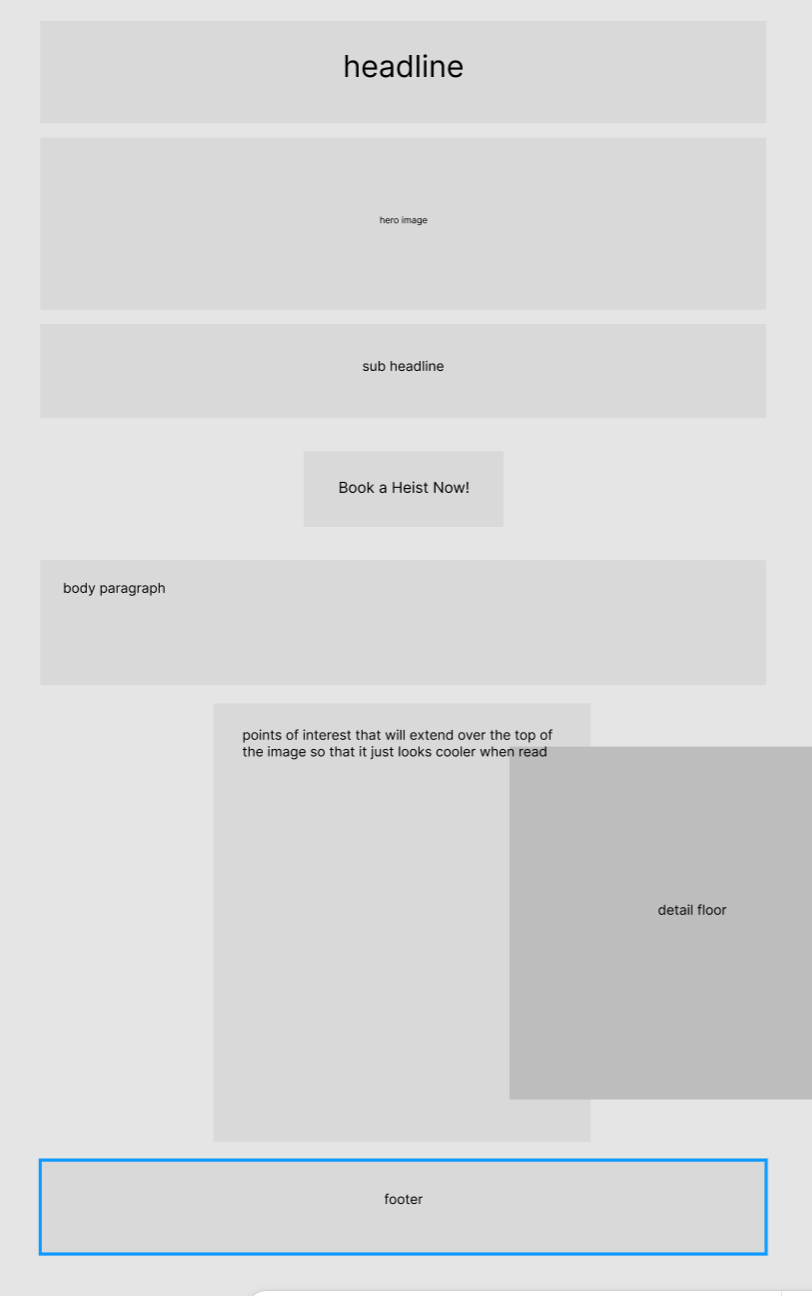 headline
hero image
sub headline
Book a Heist Now!
body paragraph
points of interest that will extend over the top of
the image so that it just looks cooler when read
detail floor
footer